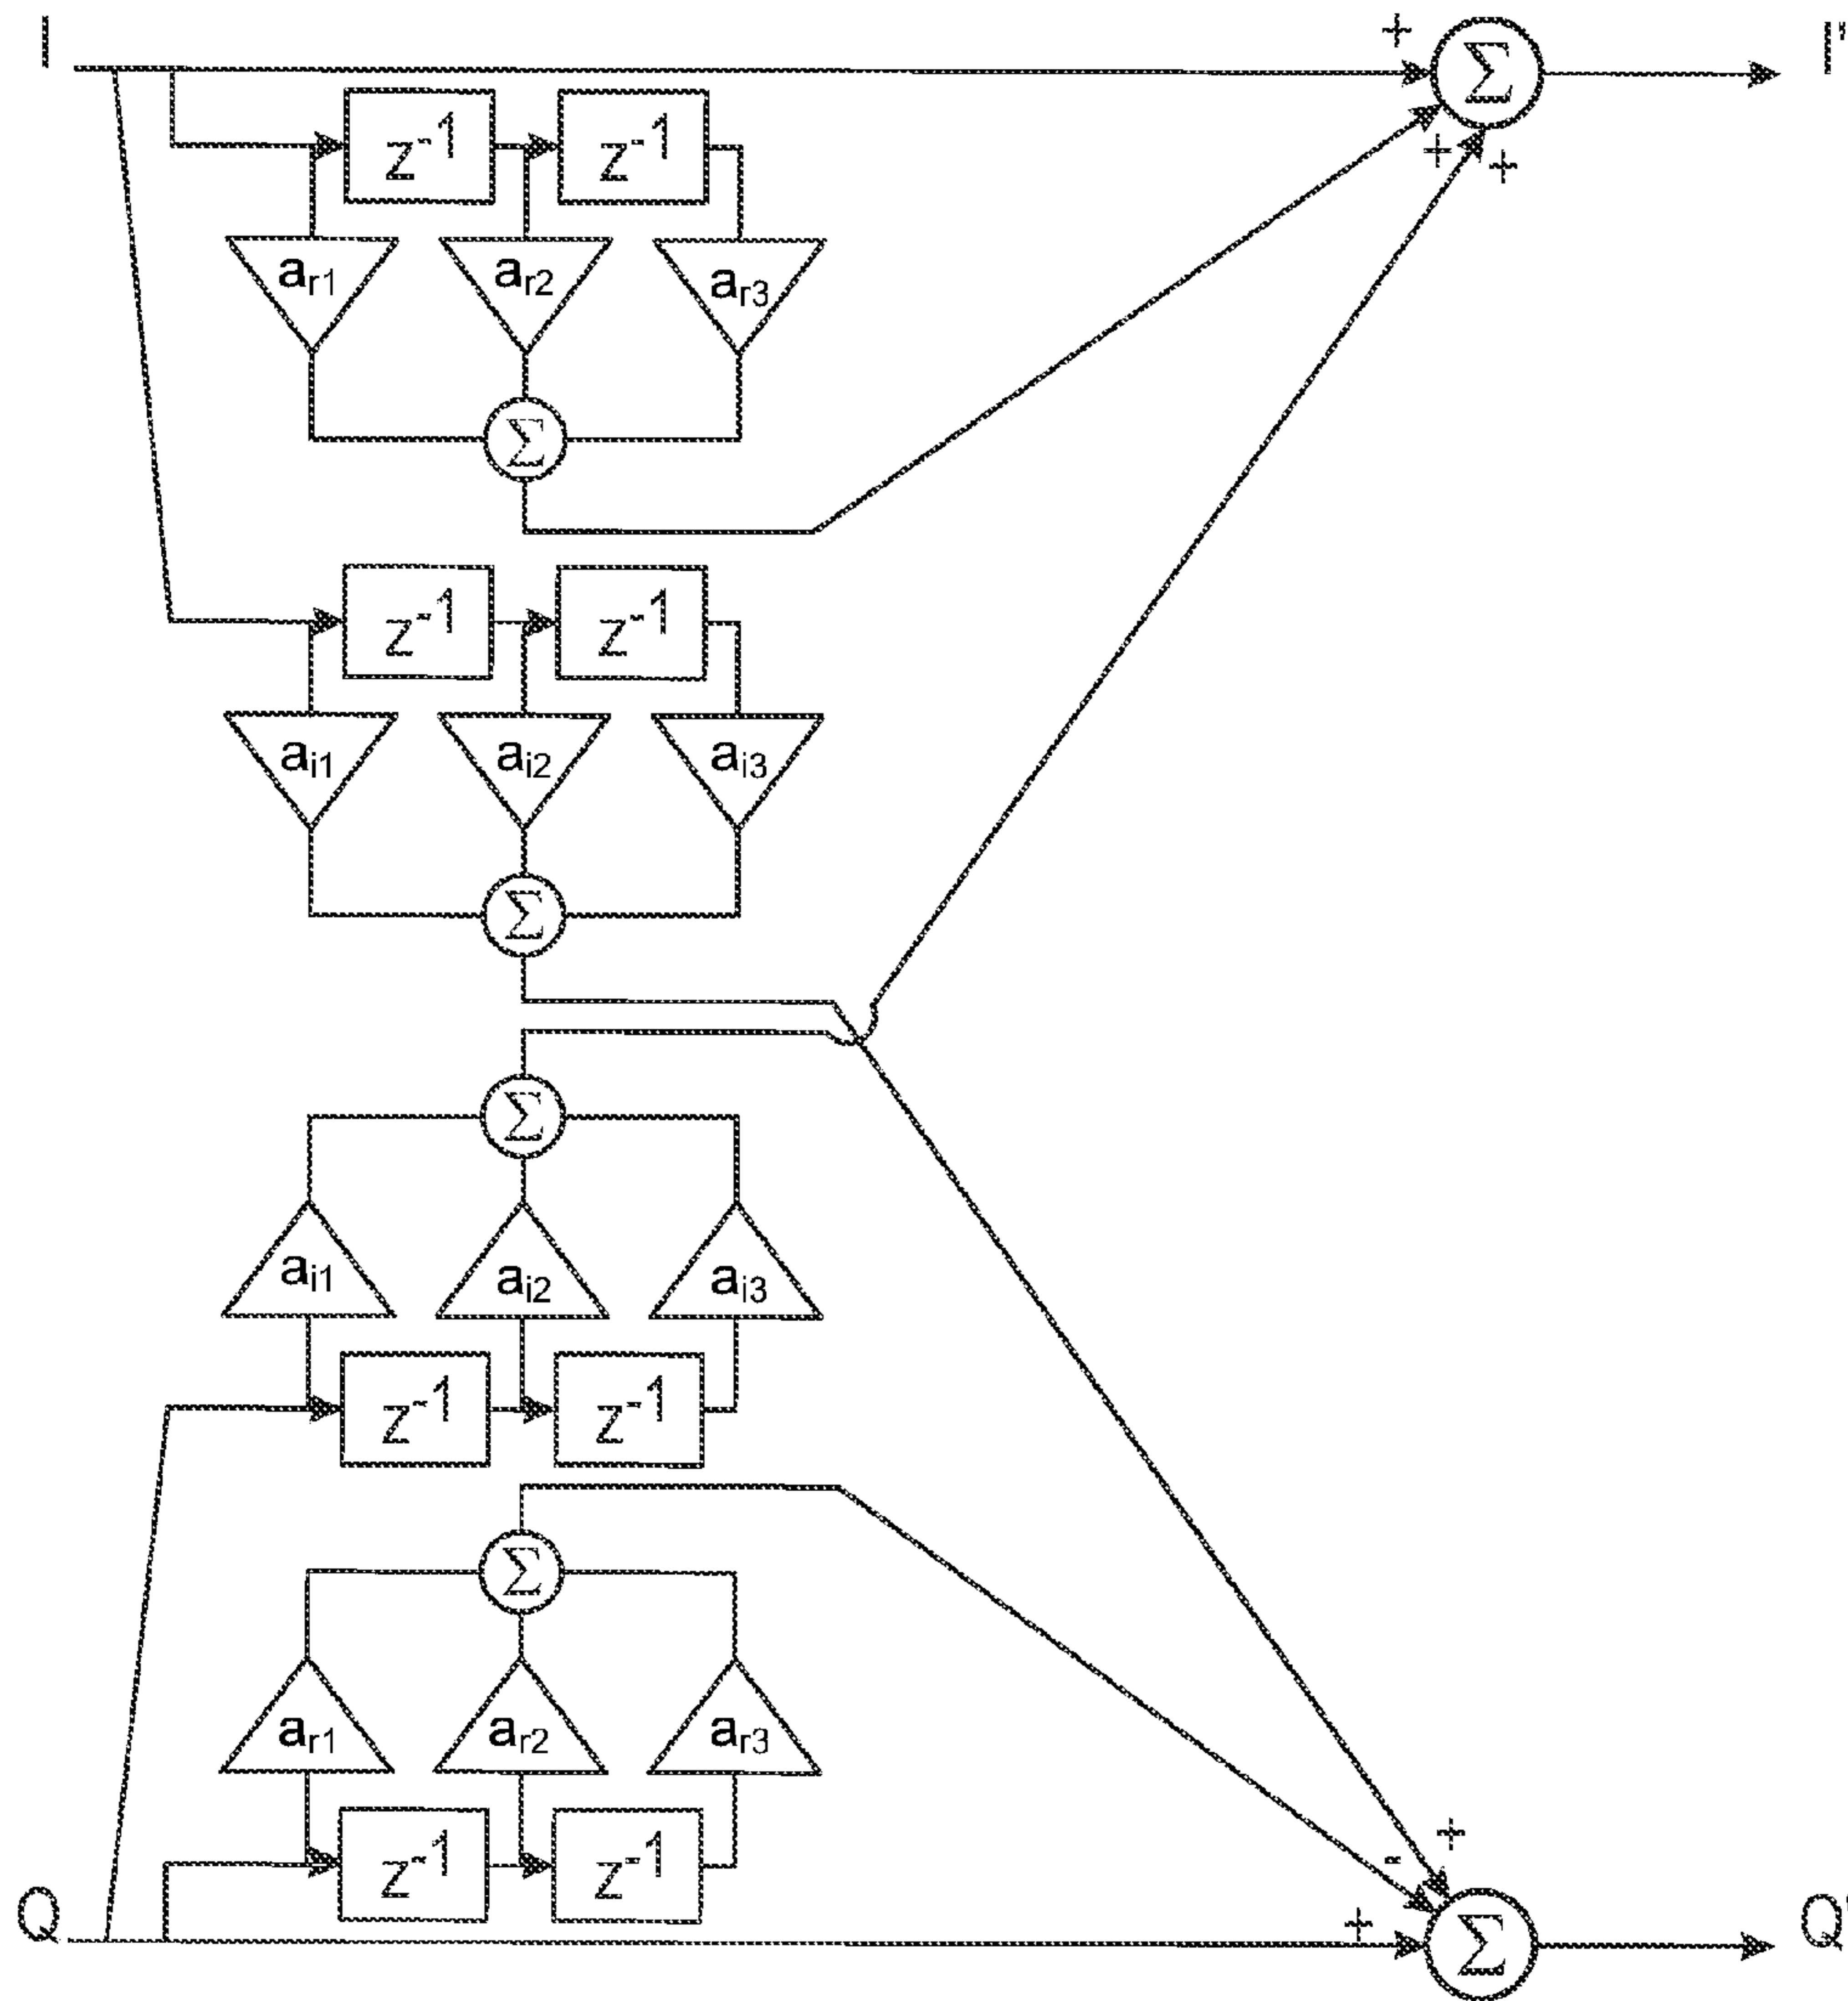 I + Σ I'
z⁻¹ z⁻¹
+ +
a_r1 a_r2 a_r3
Σ
z⁻¹ z⁻¹
a_i1 a_i2 a_i3
Σ
Σ
a_i1 a_i2 a_i3
z⁻¹ z⁻¹
Σ
a_r1 a_r2 a_r3
+
-
z⁻¹ z⁻¹
Q + Σ Q'